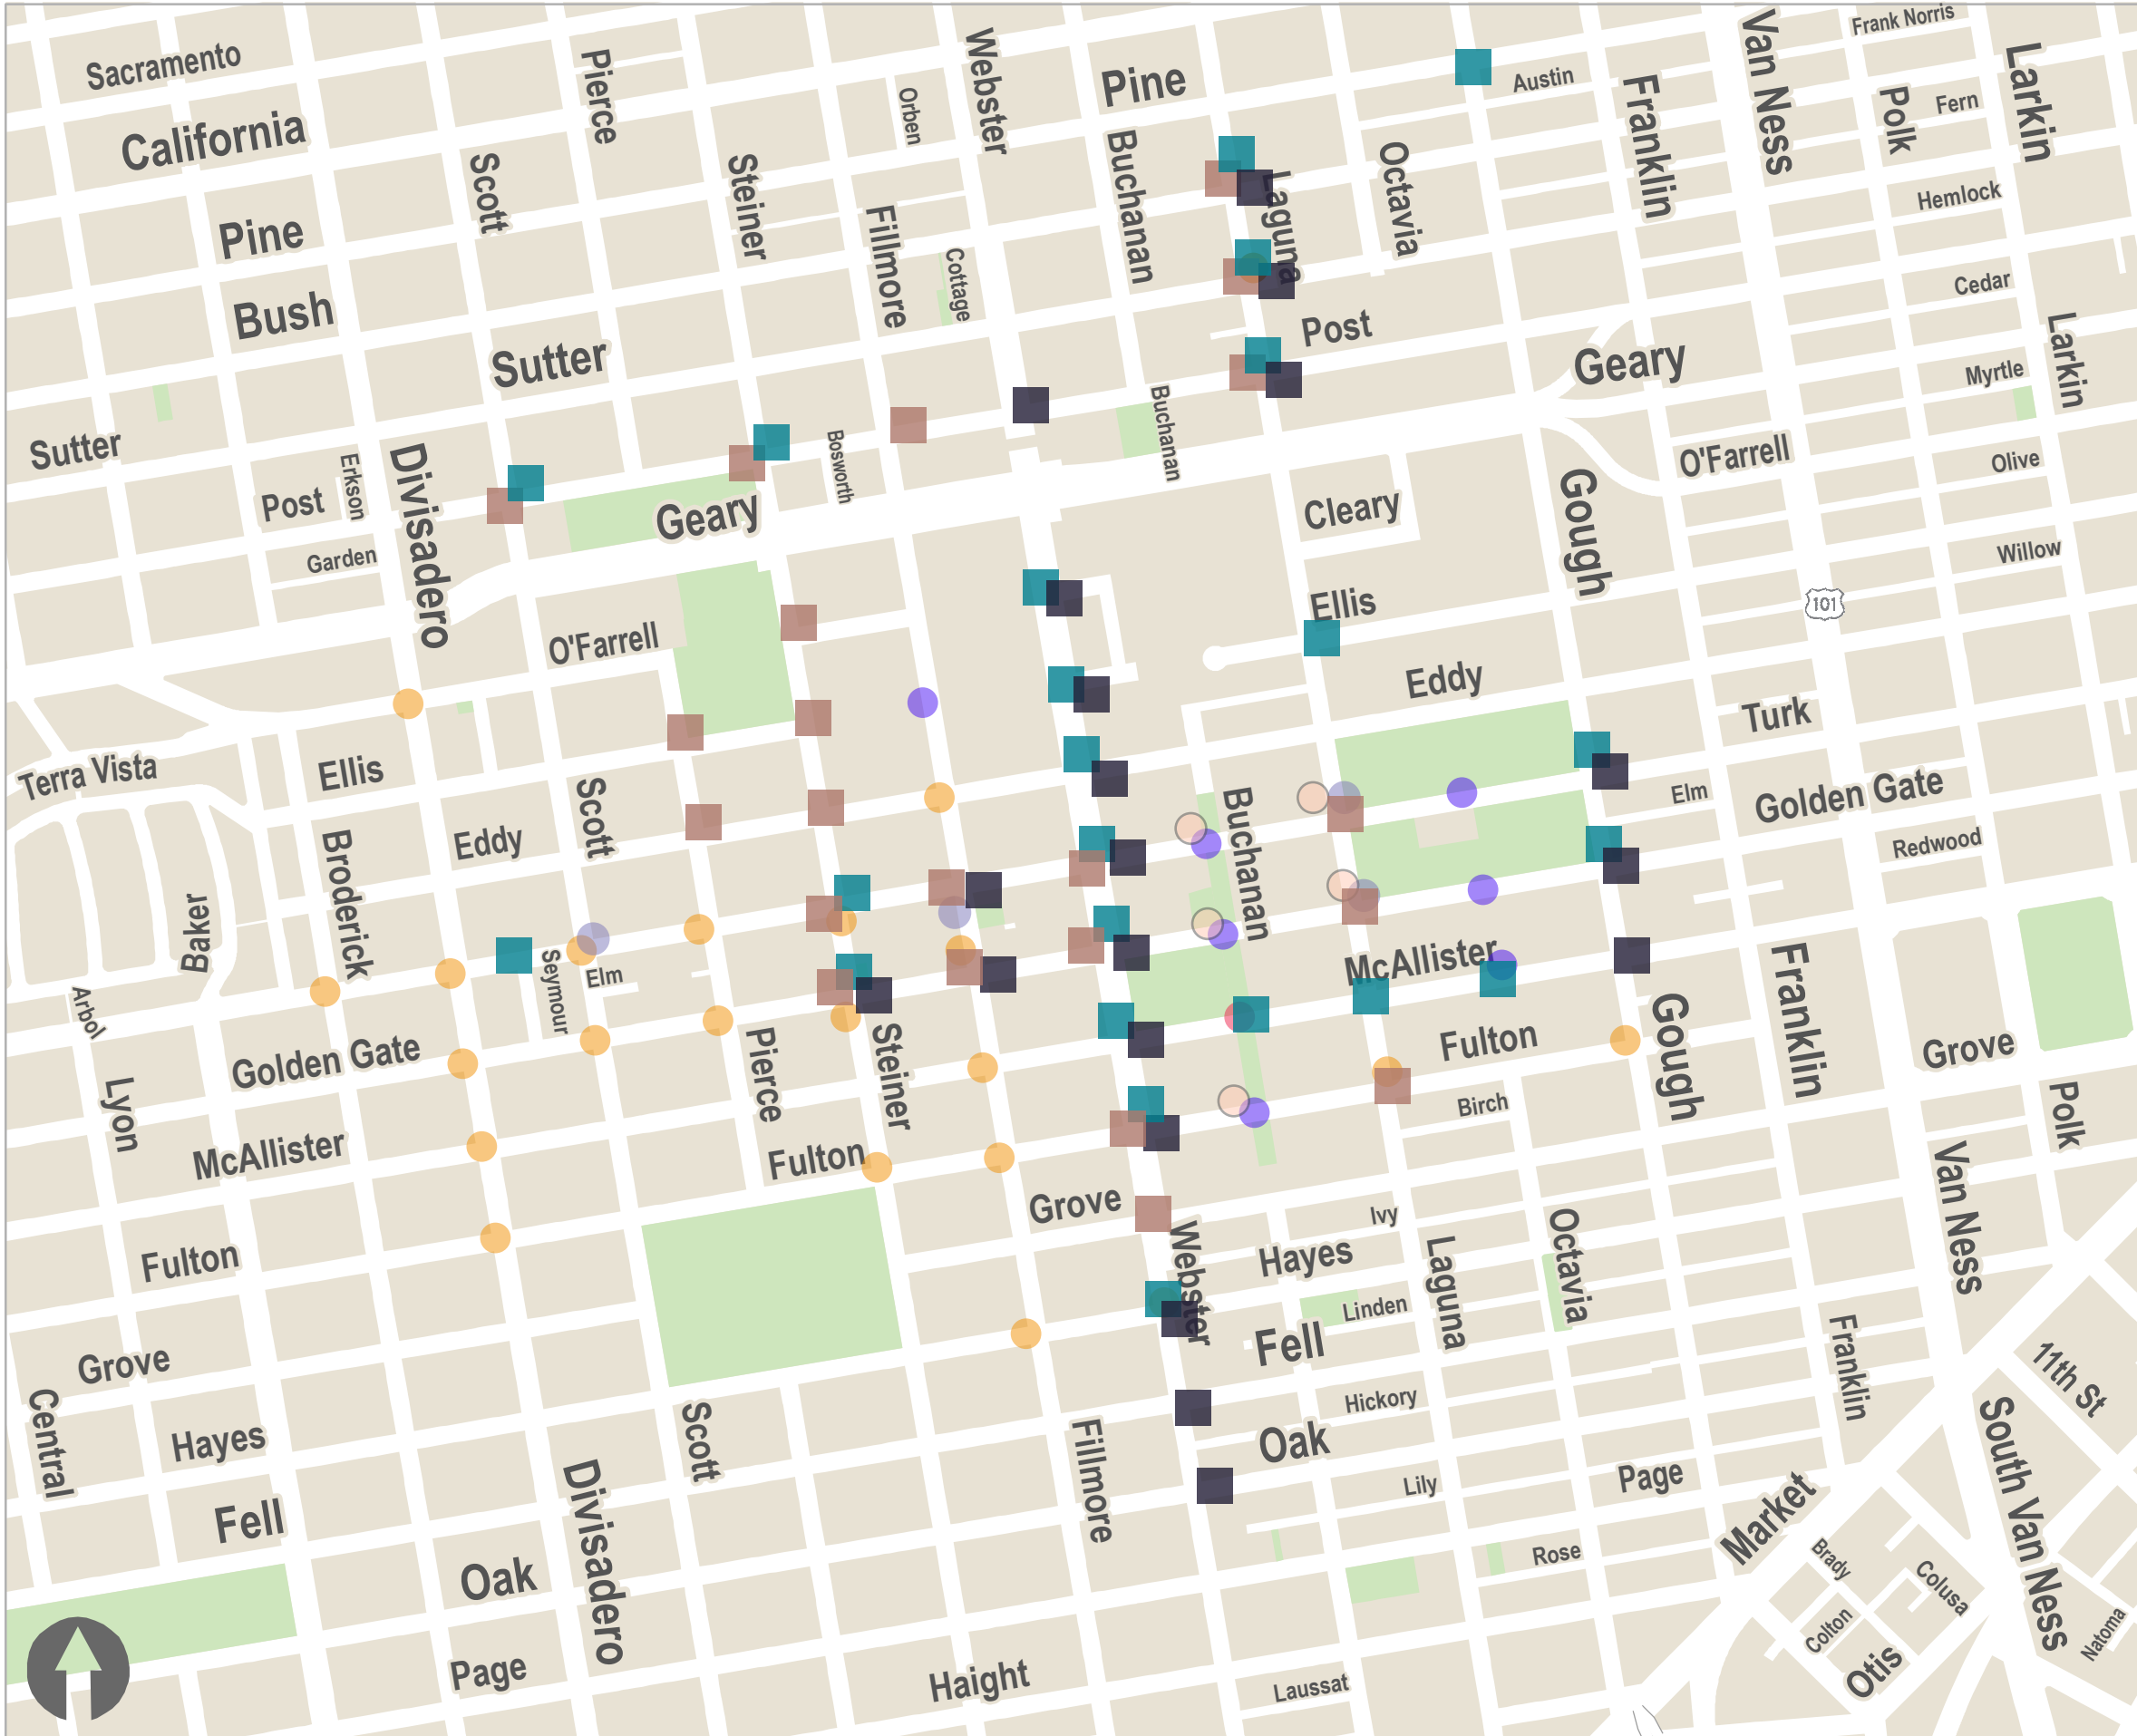 Frank Norris
Sacramento
Pierce
Webster
Van Ness
Larkin
Pine
Austin
Fern
Polk
Franklin
Orben
California
Scott
Steiner
Buchanan
Laguna
Octavia
Hemlock
Pine
Fillmore
Cottage
Cedar
Bush
Post
Sutter
Geary
Larkin
Myrtle
Sutter
Erkson
Divisadero
Bosworth
Buchanan
O'Farrell
Olive
Post
Geary
Cleary
Gough
Garden
Willow
O'Farrell
Ellis
101
Eddy
Turk
Terra Vista
Ellis
Scott
Buchanan
Elm
Golden Gate
Broderick
Eddy
Redwood
Baker
Seymour
Elm
McAllister
Franklin
Arbol
Golden Gate
Pierce
Steiner
Fulton
Gough
Grove
Lyon
Birch
Polk
McAllister
Fulton
Van Ness
Grove
Ivy
Fulton
Webster
Hayes
Laguna
Octavia
Linden
Grove
Fell
Franklin
11th St
Central
Hayes
Scott
Fillmore
Hickory
Oak
South Van Ness
Fell
Divisadero
Lily
Page
Market
Oak
Rose
Brady
Colusa
Page
Haight
Laussat
Colton
Otis
Natoma